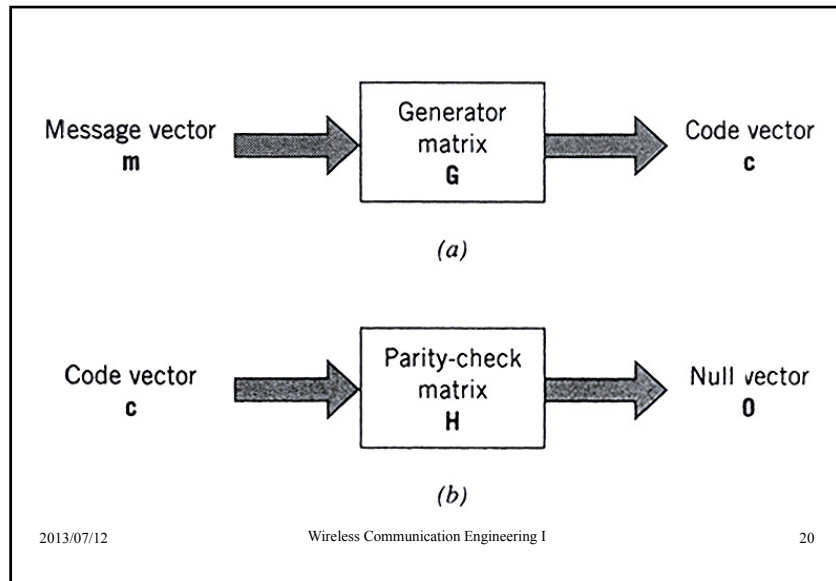 Message vector
m
Generator
matrix
G
Code vector
c
(a)
Code vector
c
Parity-check
matrix
H
Null vector
0
(b)
2013/07/12
Wireless Communication Engineering I
20